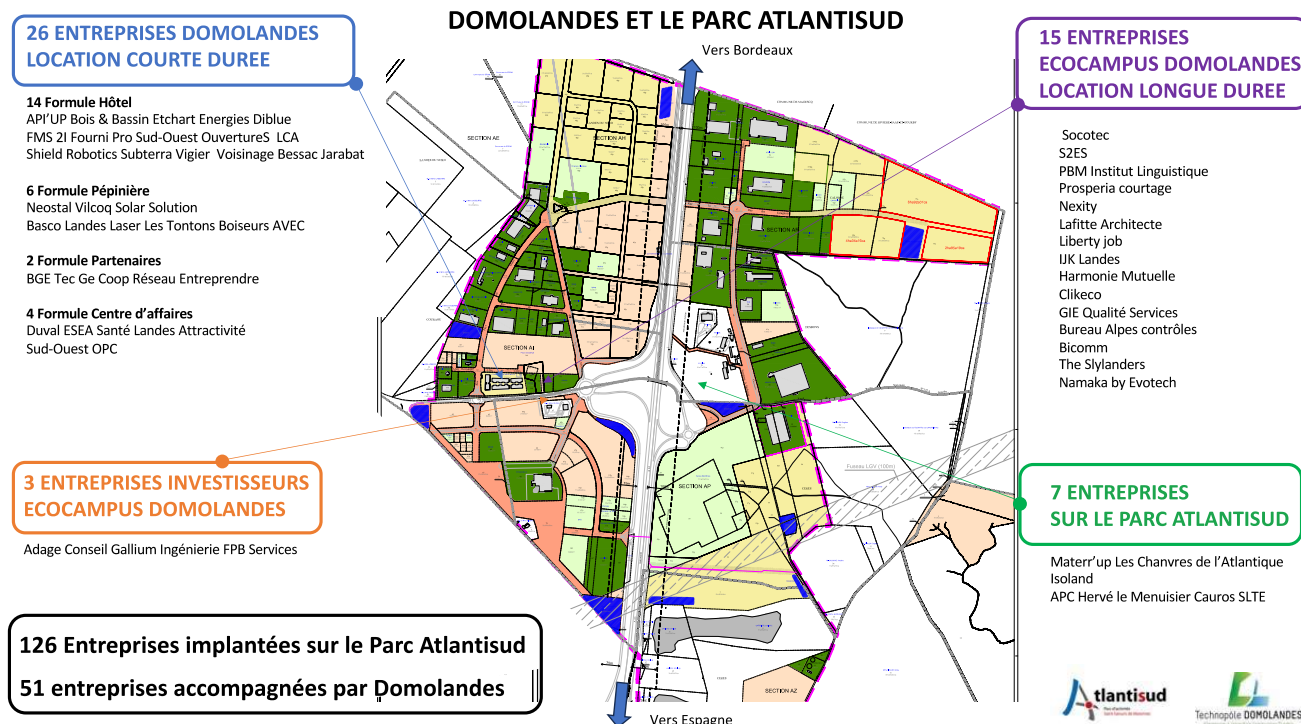 DOMOLANDES ET LE PARC ATLANTISUD
26 ENTREPRISES DOMOLANDES
LOCATION COURTE DUREE
14 Formule Hôtel
API'UP Bois & Bassin Etchart Energies Diblue
FMS 2I Fourni Pro Sud-Ouest OuvertureS LCA
Shield Robotics Subterra Vigier Voisinage Bessac Jarabat
6 Formule Pépinière
Neostal Vilcoq Solar Solution
Basco Landes Laser Les Tontons Boiseurs AVEC
2 Formule Partenaires
BGE Tec Ge Coop Réseau Entreprendre
4 Formule Centre d'affaires
Duval ESEA Santé Landes Attractivité
Sud-Ouest OPC
3 ENTREPRISES INVESTISSEURS
ECOCAMPUS DOMOLANDES
Adage Conseil Gallium Ingénierie FPB Services
126 Entreprises implantées sur le Parc Atlantisud
51 entreprises accompagnées par Domolandes
Vers Bordeaux
SECTION AE
SECTION AH
SECTION AI
SECTION AP
Fuseau LGV (100m)
SECTION AZ
Vers Espagne
15 ENTREPRISES
ECOCAMPUS DOMOLANDES
LOCATION LONGUE DUREE
Socotec
S2ES
PBM Institut Linguistique
Prosperia courtage
Nexity
Lafitte Architecte
Liberty job
IJK Landes
Harmonie Mutuelle
Clikeco
GIE Qualité Services
Bureau Alpes contrôles
Bicomm
The Slylanders
Namaka by Evotech
7 ENTREPRISES
SUR LE PARC ATLANTISUD
Materr'up Les Chanvres de l'Atlantique
Isoland
APC Hervé le Menuisier Cauros SLTE
Atlantisud
Technopôle DOMOLANDES